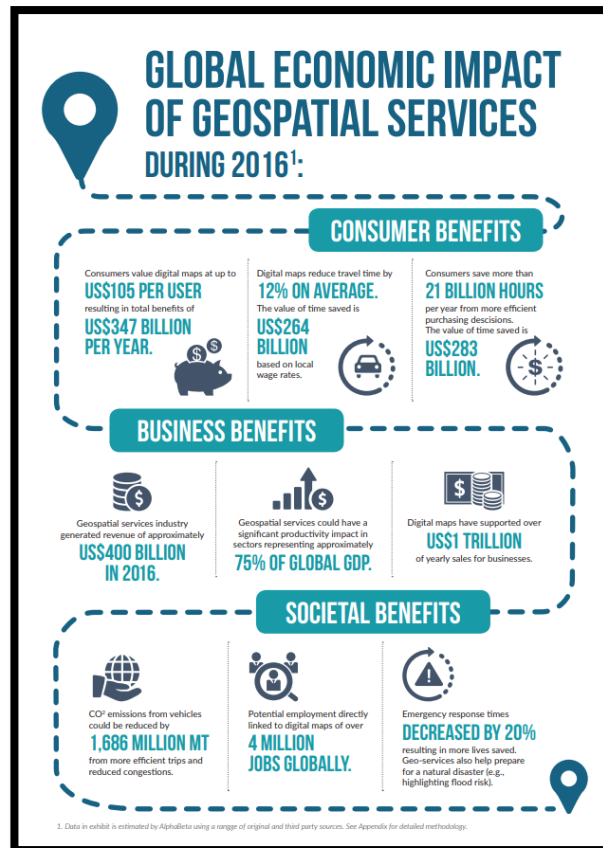 GLOBAL ECONOMIC IMPACT
OF GEOSPATIAL SERVICES
DURING 2016¹:
CONSUMER BENEFITS
Consumers value digital maps at up to
US$105 PER USER
resulting in total benefits of
US$347 BILLION
PER YEAR.
$ $
Digital maps reduce travel time by
12% ON AVERAGE.
The value of time saved is
US$264
BILLION
based on local
wage rates.
Consumers save more than
21 BILLION HOURS
per year from more efficient
purchasing descisions.
The value of time saved is
US$283
BILLION.
$
BUSINESS BENEFITS
$
Geospatial services industry
generated revenue of approximately
US$400 BILLION
IN 2016.
$
Geospatial services could have a
significant productivity impact in
sectors representing approximately
75% OF GLOBAL GDP.
$
Digital maps have supported over
US$1 TRILLION
of yearly sales for businesses.
SOCIETAL BENEFITS
CO² emissions from vehicles
could be reduced by
1,686 MILLION MT
from more efficient trips and
reduced congestions.
Potential employment directly
linked to digital maps of over
4 MILLION
JOBS GLOBALLY.
Emergency response times
DECREASED BY 20%
resulting in more lives saved.
Geo-services also help prepare
for a natural disaster (e.g.,
highlighting flood risk).
1. Data in exhibit is estimated by AlphaBeta using a rangge of original and third party sources. See Appendix for detailed methodology.